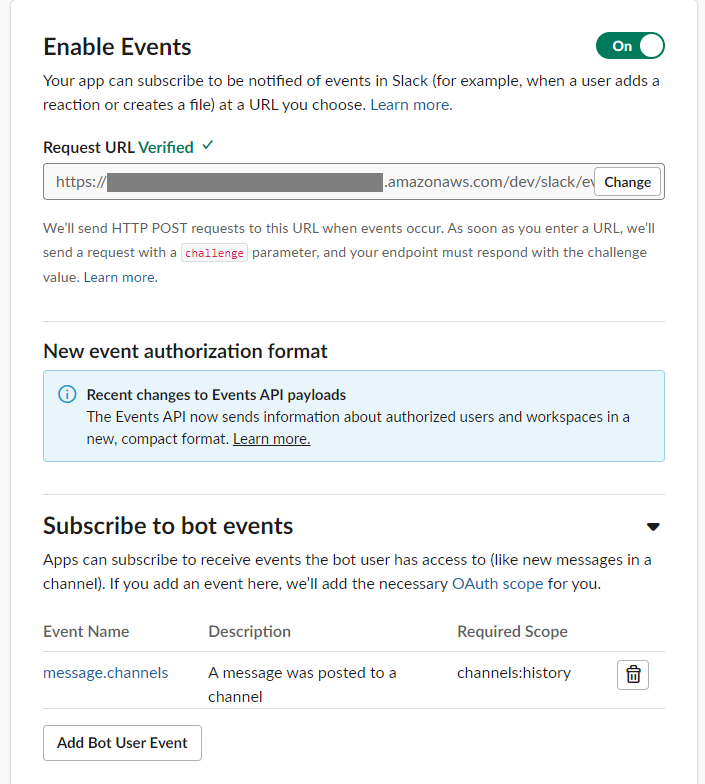 Enable Events
On
Your app can subscribe to be notified of events in Slack (for example, when a user adds a
reaction or creates a file) at a URL you choose. Learn more.
Request URL Verified ✓
https:// .amazonaws.com/dev/slack/ev
Change
We'll send HTTP POST requests to this URL when events occur. As soon as you enter a URL, we'll
send a request with a challenge parameter, and your endpoint must respond with the challenge
value. Learn more.
New event authorization format
Recent changes to Events API payloads
The Events API now sends information about authorized users and workspaces in a
new, compact format. Learn more.
Subscribe to bot events
Apps can subscribe to receive events the bot user has access to (like new messages in a
channel). If you add an event here, we'll add the necessary OAuth scope for you.
Event Name Description Required Scope
message.channels A message was posted to a channels:history
channel
Add Bot User Event